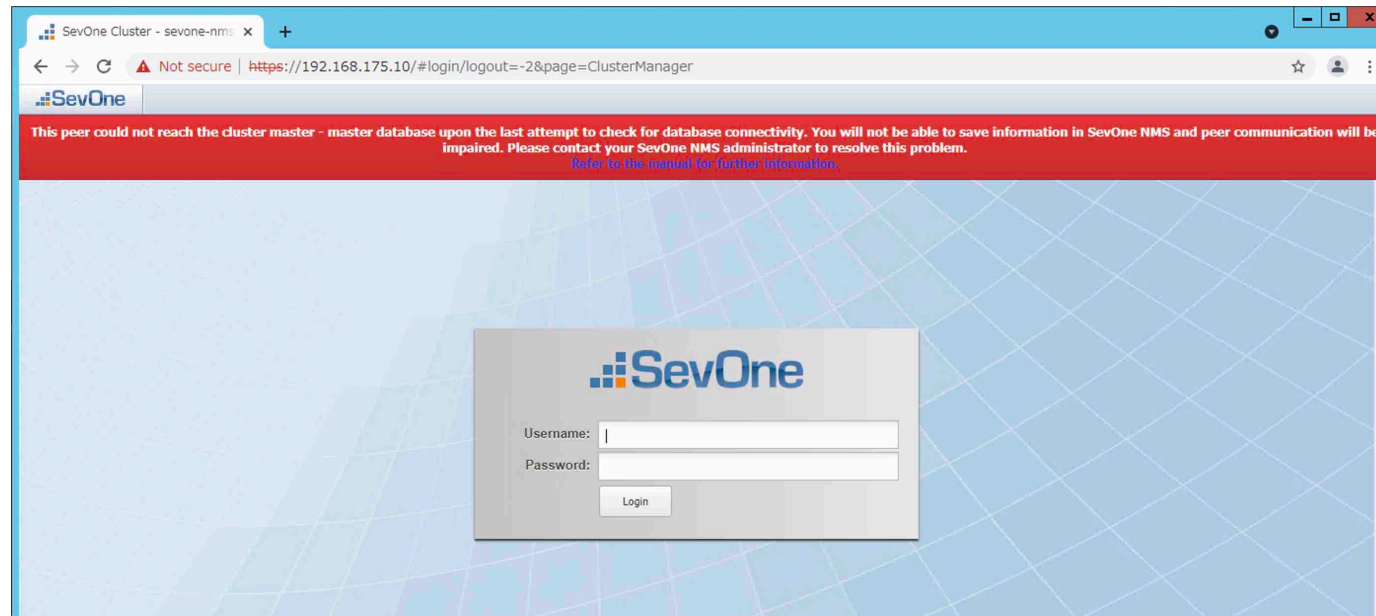 SevOne Cluster - sevone-nms
Not secure | https://192.168.175.10/#login/logout=-2&page=ClusterManager
SevOne
This peer could not reach the cluster master - master database upon the last attempt to check for database connectivity. You will not be able to save information in SevOne NMS and peer communication will be
impaired. Please contact your SevOne NMS administrator to resolve this problem.
Refer to the manual for further information.
SevOne
Username:
Password:
Login